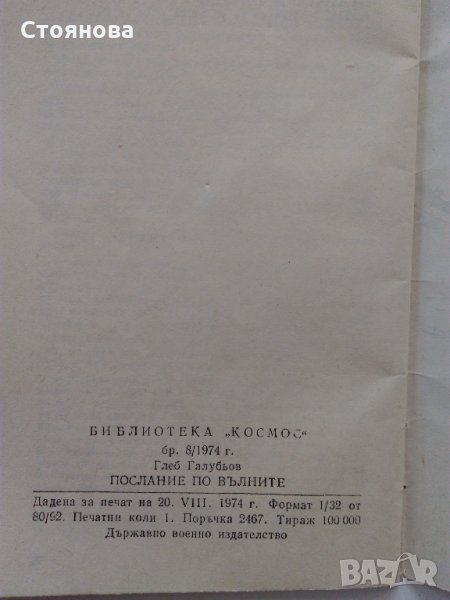 Стоянова
БИБЛИОТЕКА „КОСМОС“
бр. 8/1974 г.
Глеб Галубьов
ПОСЛАНИЕ ПО ВЪЛНИТЕ
Дадена за печат на 20. VIII. 1974 г. Формат 1/32 от
80/92. Печатни коли 1. Поръчка 2467. Тираж 100 000
Държавно военно издателство
BAZAR